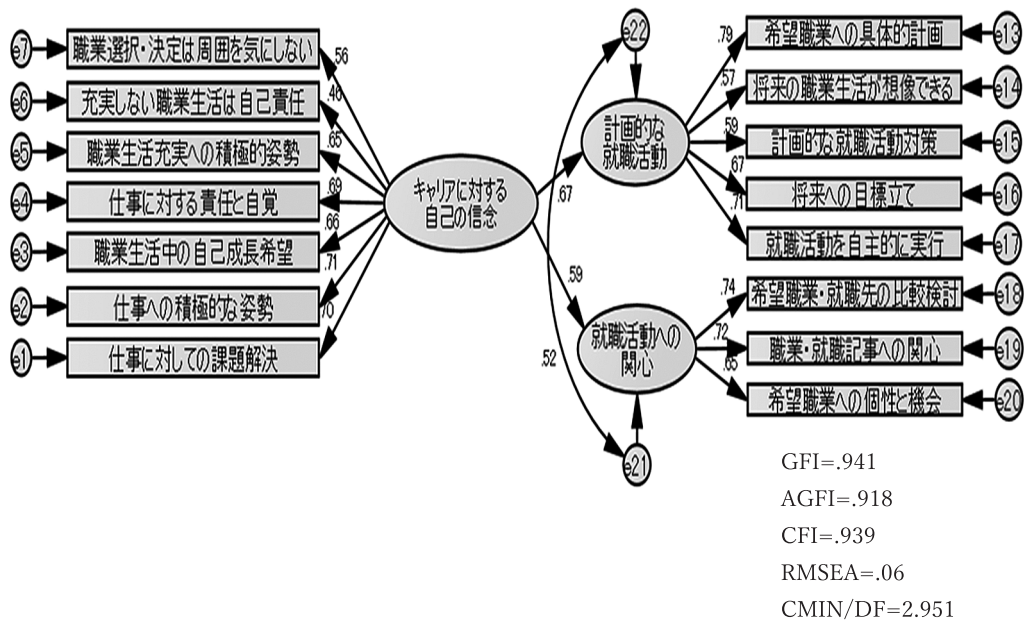 e7
職業選択・決定は周囲を気にしない
.56
e6
充実しない職業生活は自己責任
.46
e5
職業生活充実への積極的姿勢
.65
e4
仕事に対する責任と自覚
.69
e3
職業生活中の自己成長希望
.66
e2
仕事への積極的な姿勢
.71
e1
仕事に対しての課題解決
.70
キャリアに対する
自己の信念
.67
.59
.52
e22
計画的な
就職活動
就職活動への
関心
e21
.79
希望職業への具体的計画
e13
.57
将来の職業生活が想像できる
e14
.59
計画的な就職活動対策
e15
.67
将来への目標立て
e16
.71
就職活動を自主的に実行
e17
.74
希望職業・就職先の比較検討
e18
.72
職業・就職記事への関心
e19
.65
希望職業への個性と機会
e20
GFI=.941
AGFI=.918
CFI=.939
RMSEA=.06
CMIN/DF=2.951